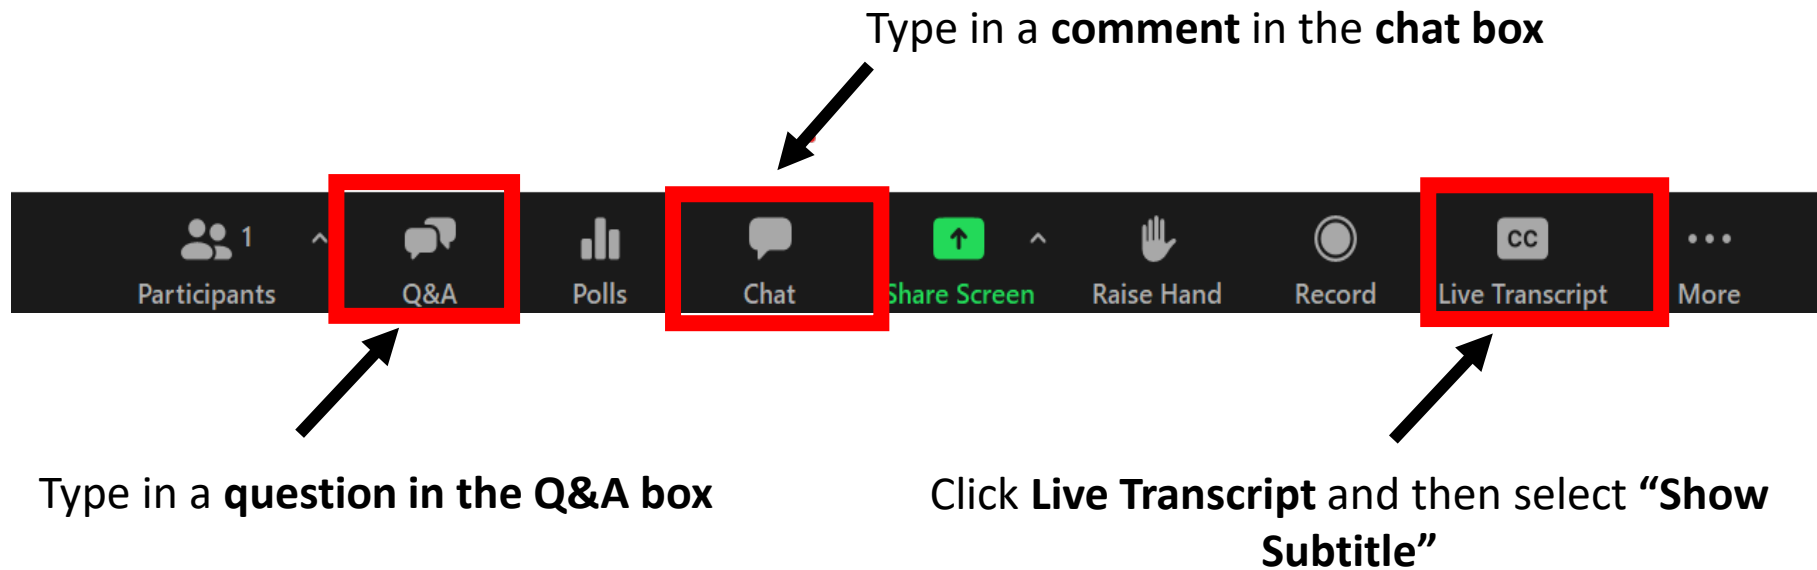 Type in a comment in the chat box
1
Participants
Q&A
Polls
Chat
Share Screen
Raise Hand
Record
CC
Live Transcript
More
Type in a question in the Q&A box
Click Live Transcript and then select “Show
Subtitle”